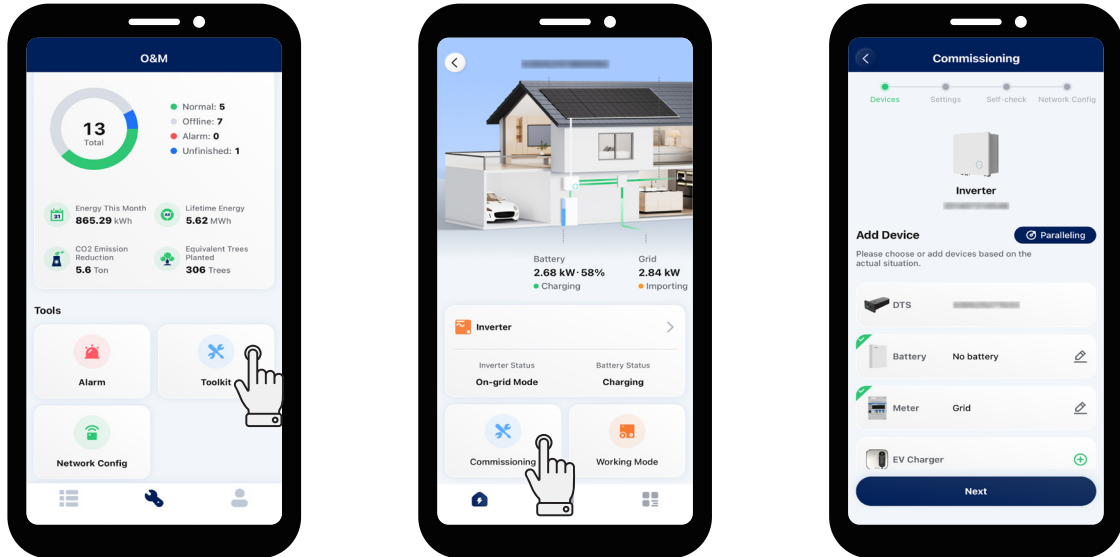 O&M
13
Total
Normal: 5
Offline: 7
Alarm: 0
Unfinished: 1
31
Energy This Month
865.29 kWh
Lifetime Energy
5.62 MWh
CO2 Emission
Reduction
5.6 Ton
Equivalent Trees
Planted
306 Trees
Tools
Alarm
Toolkit
Network Config
Battery
2.68 kW·58%
Charging
Grid
2.84 kW
Importing
Inverter
Inverter Status
On-grid Mode
Battery Status
Charging
Commissioning
Working Mode
Commissioning
Devices
Settings
Self-check
Network Config
Inverter
Add Device
Paralleling
Please choose or add devices based on the
actual situation.
DTS
Battery
No battery
Meter
Grid
EV Charger
Next